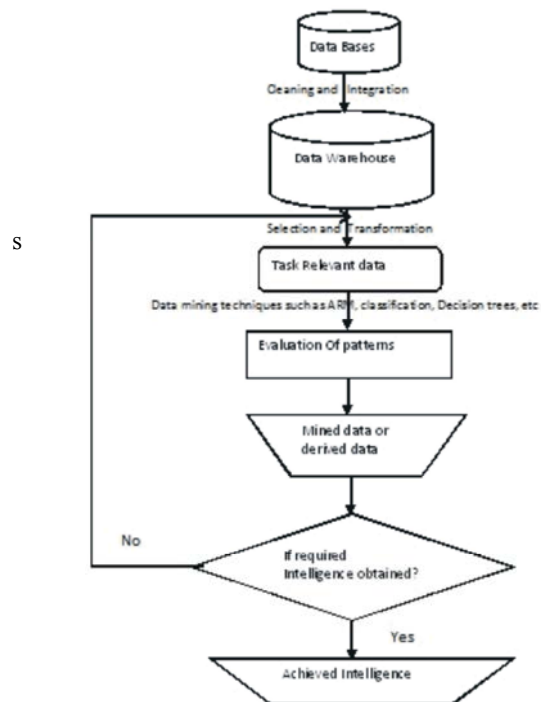 Data Bases
Cleaning and Integration
Data Warehouse
S
Selection and Transformation
Task Relevant data
Data mining techniques such as ARM, classification, Decision trees, etc
Evaluation Of patterns
Mined data or
derived data
No
If required
Intelligence obtained?
Yes
Achieved Intelligence